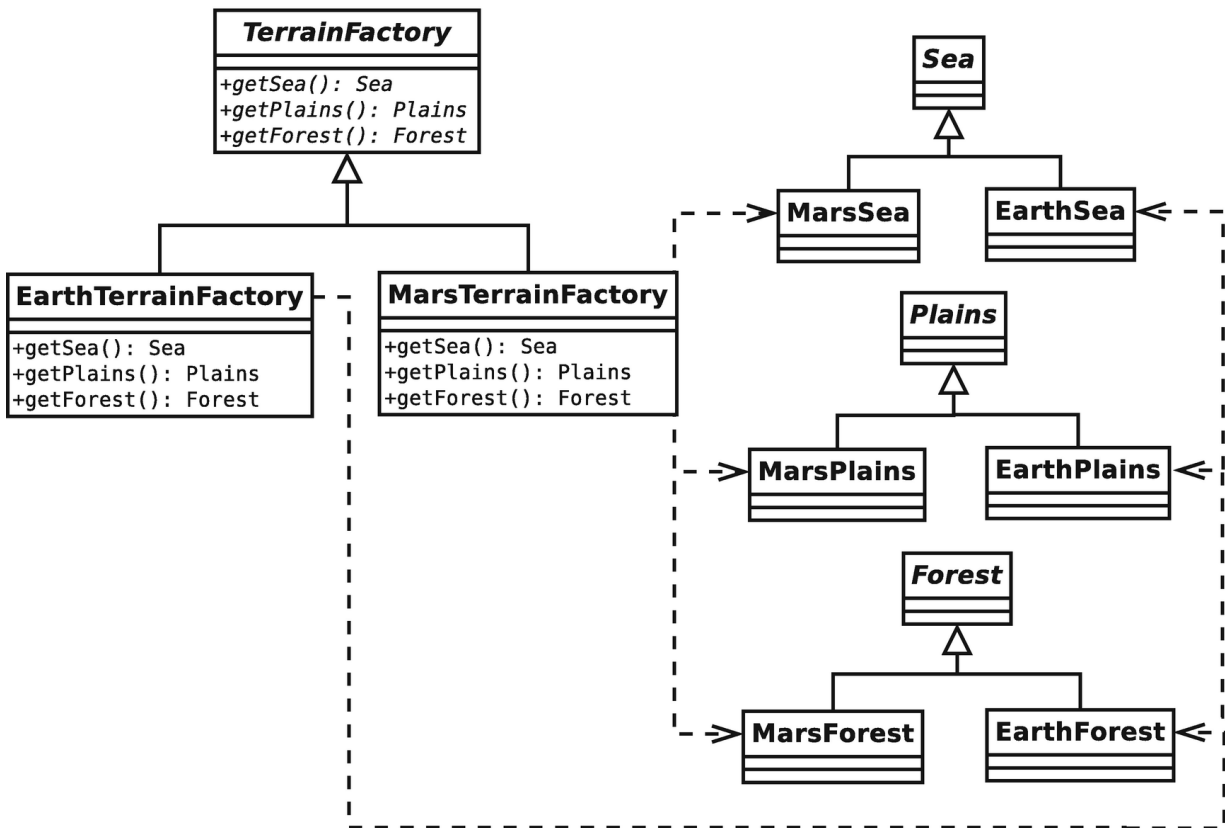 TerrainFactory
+getSea(): Sea
+getPlains(): Plains
+getForest(): Forest
EarthTerrainFactory
+getSea(): Sea
+getPlains(): Plains
+getForest(): Forest
MarsTerrainFactory
+getSea(): Sea
+getPlains(): Plains
+getForest(): Forest
Sea
MarsSea
EarthSea
Plains
MarsPlains
EarthPlains
Forest
MarsForest
EarthForest